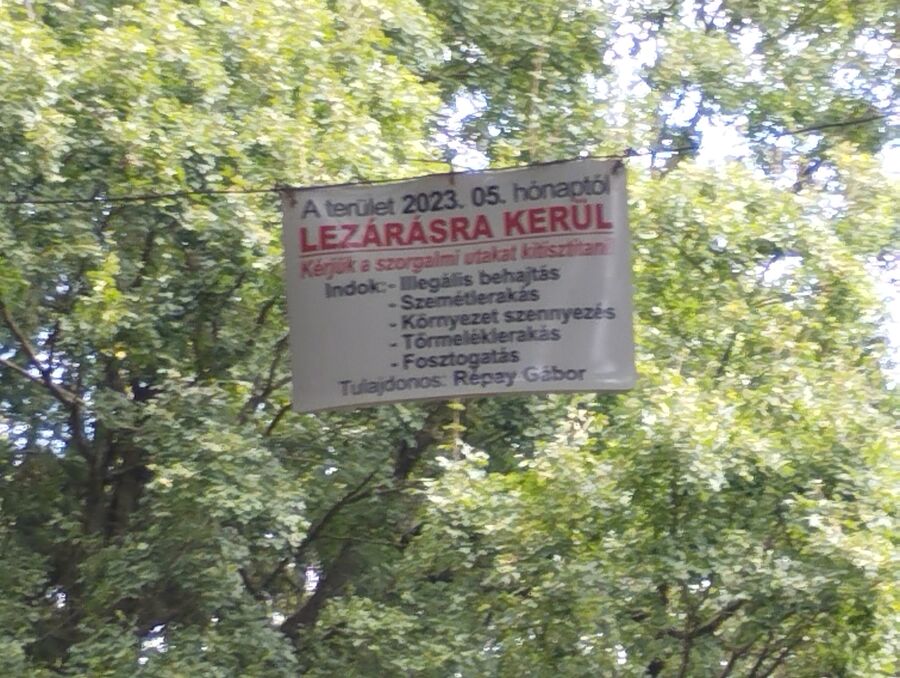 A terület 2023. 05. hónaptól
LEZÁRÁSRA KERÜL
Kérjük a szorgalmi utakat kitisztítani!
Indok:- Illegális behajtás
- Szemétlerakás
- Környezet szennyezés
- Törmeléklerakás
- Fosztogatás
Tulajdonos: Répay Gábor